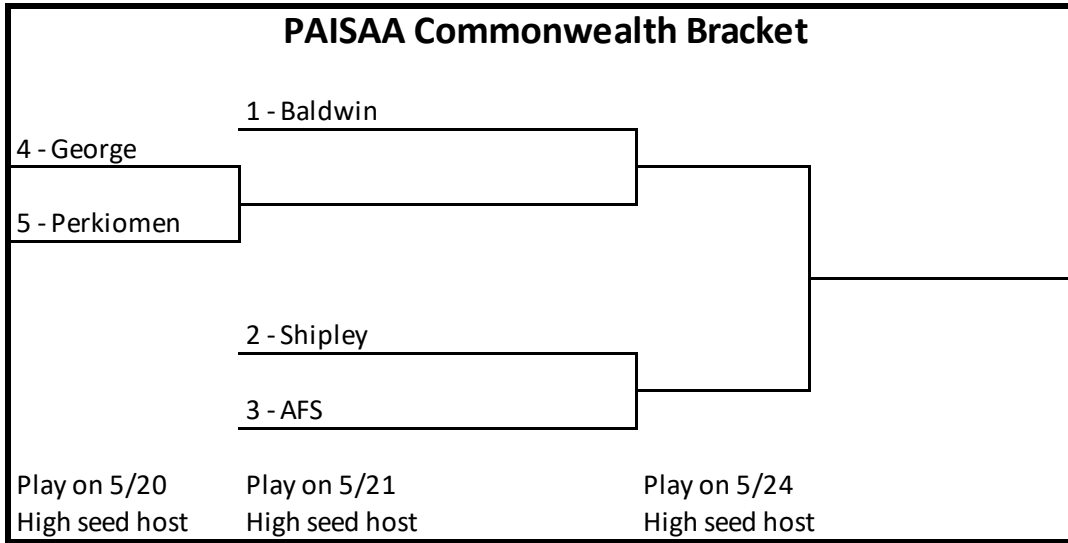 PAISAA Commonwealth Bracket
1 - Baldwin
4 - George
5 - Perkiomen
2 - Shipley
3 - AFS
Play on 5/20
High seed host
Play on 5/21
High seed host
Play on 5/24
High seed host